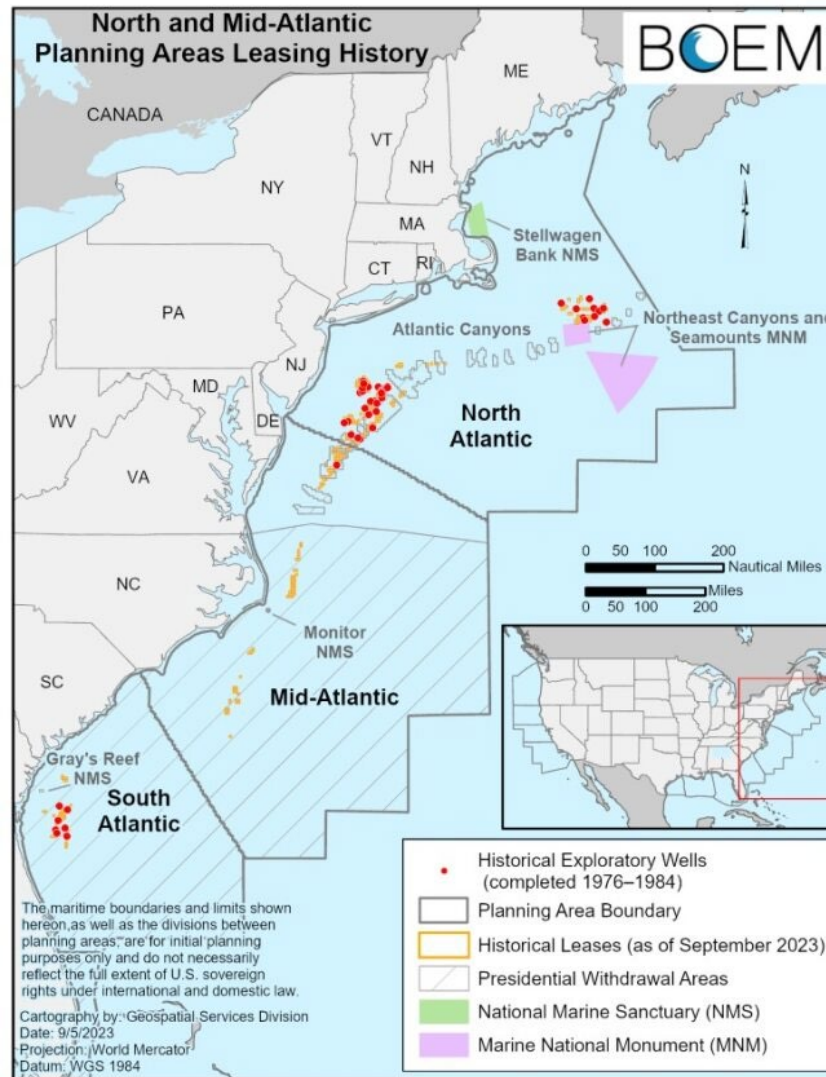 North and Mid-Atlantic
Planning Areas Leasing History
BOEM
CANADA
ME
VT
NH
NY
MA
CT
RI
PA
NJ
MD
DE
WV
VA
NC
SC
N
Stellwagen
Bank NMS
Atlantic Canyons
Northeast Canyons and
Seamounts MNM
North
Atlantic
Monitor
NMS
Mid-Atlantic
Gray's Reef
NMS
South
Atlantic
0 50 100 200
Nautical Miles
0 50 100 200
Miles
Historical Exploratory Wells
(completed 1976–1984)
Planning Area Boundary
Historical Leases (as of September 2023)
Presidential Withdrawal Areas
National Marine Sanctuary (NMS)
Marine National Monument (MNM)
The maritime boundaries and limits shown
hereon, as well as the divisions between
planning areas, are for initial planning
purposes only and do not necessarily
reflect the full extent of U.S. sovereign
rights under international and domestic law.
Cartography by: Geospatial Services Division
Date: 9/5/2023
Projection: World Mercator
Datum: WGS 1984